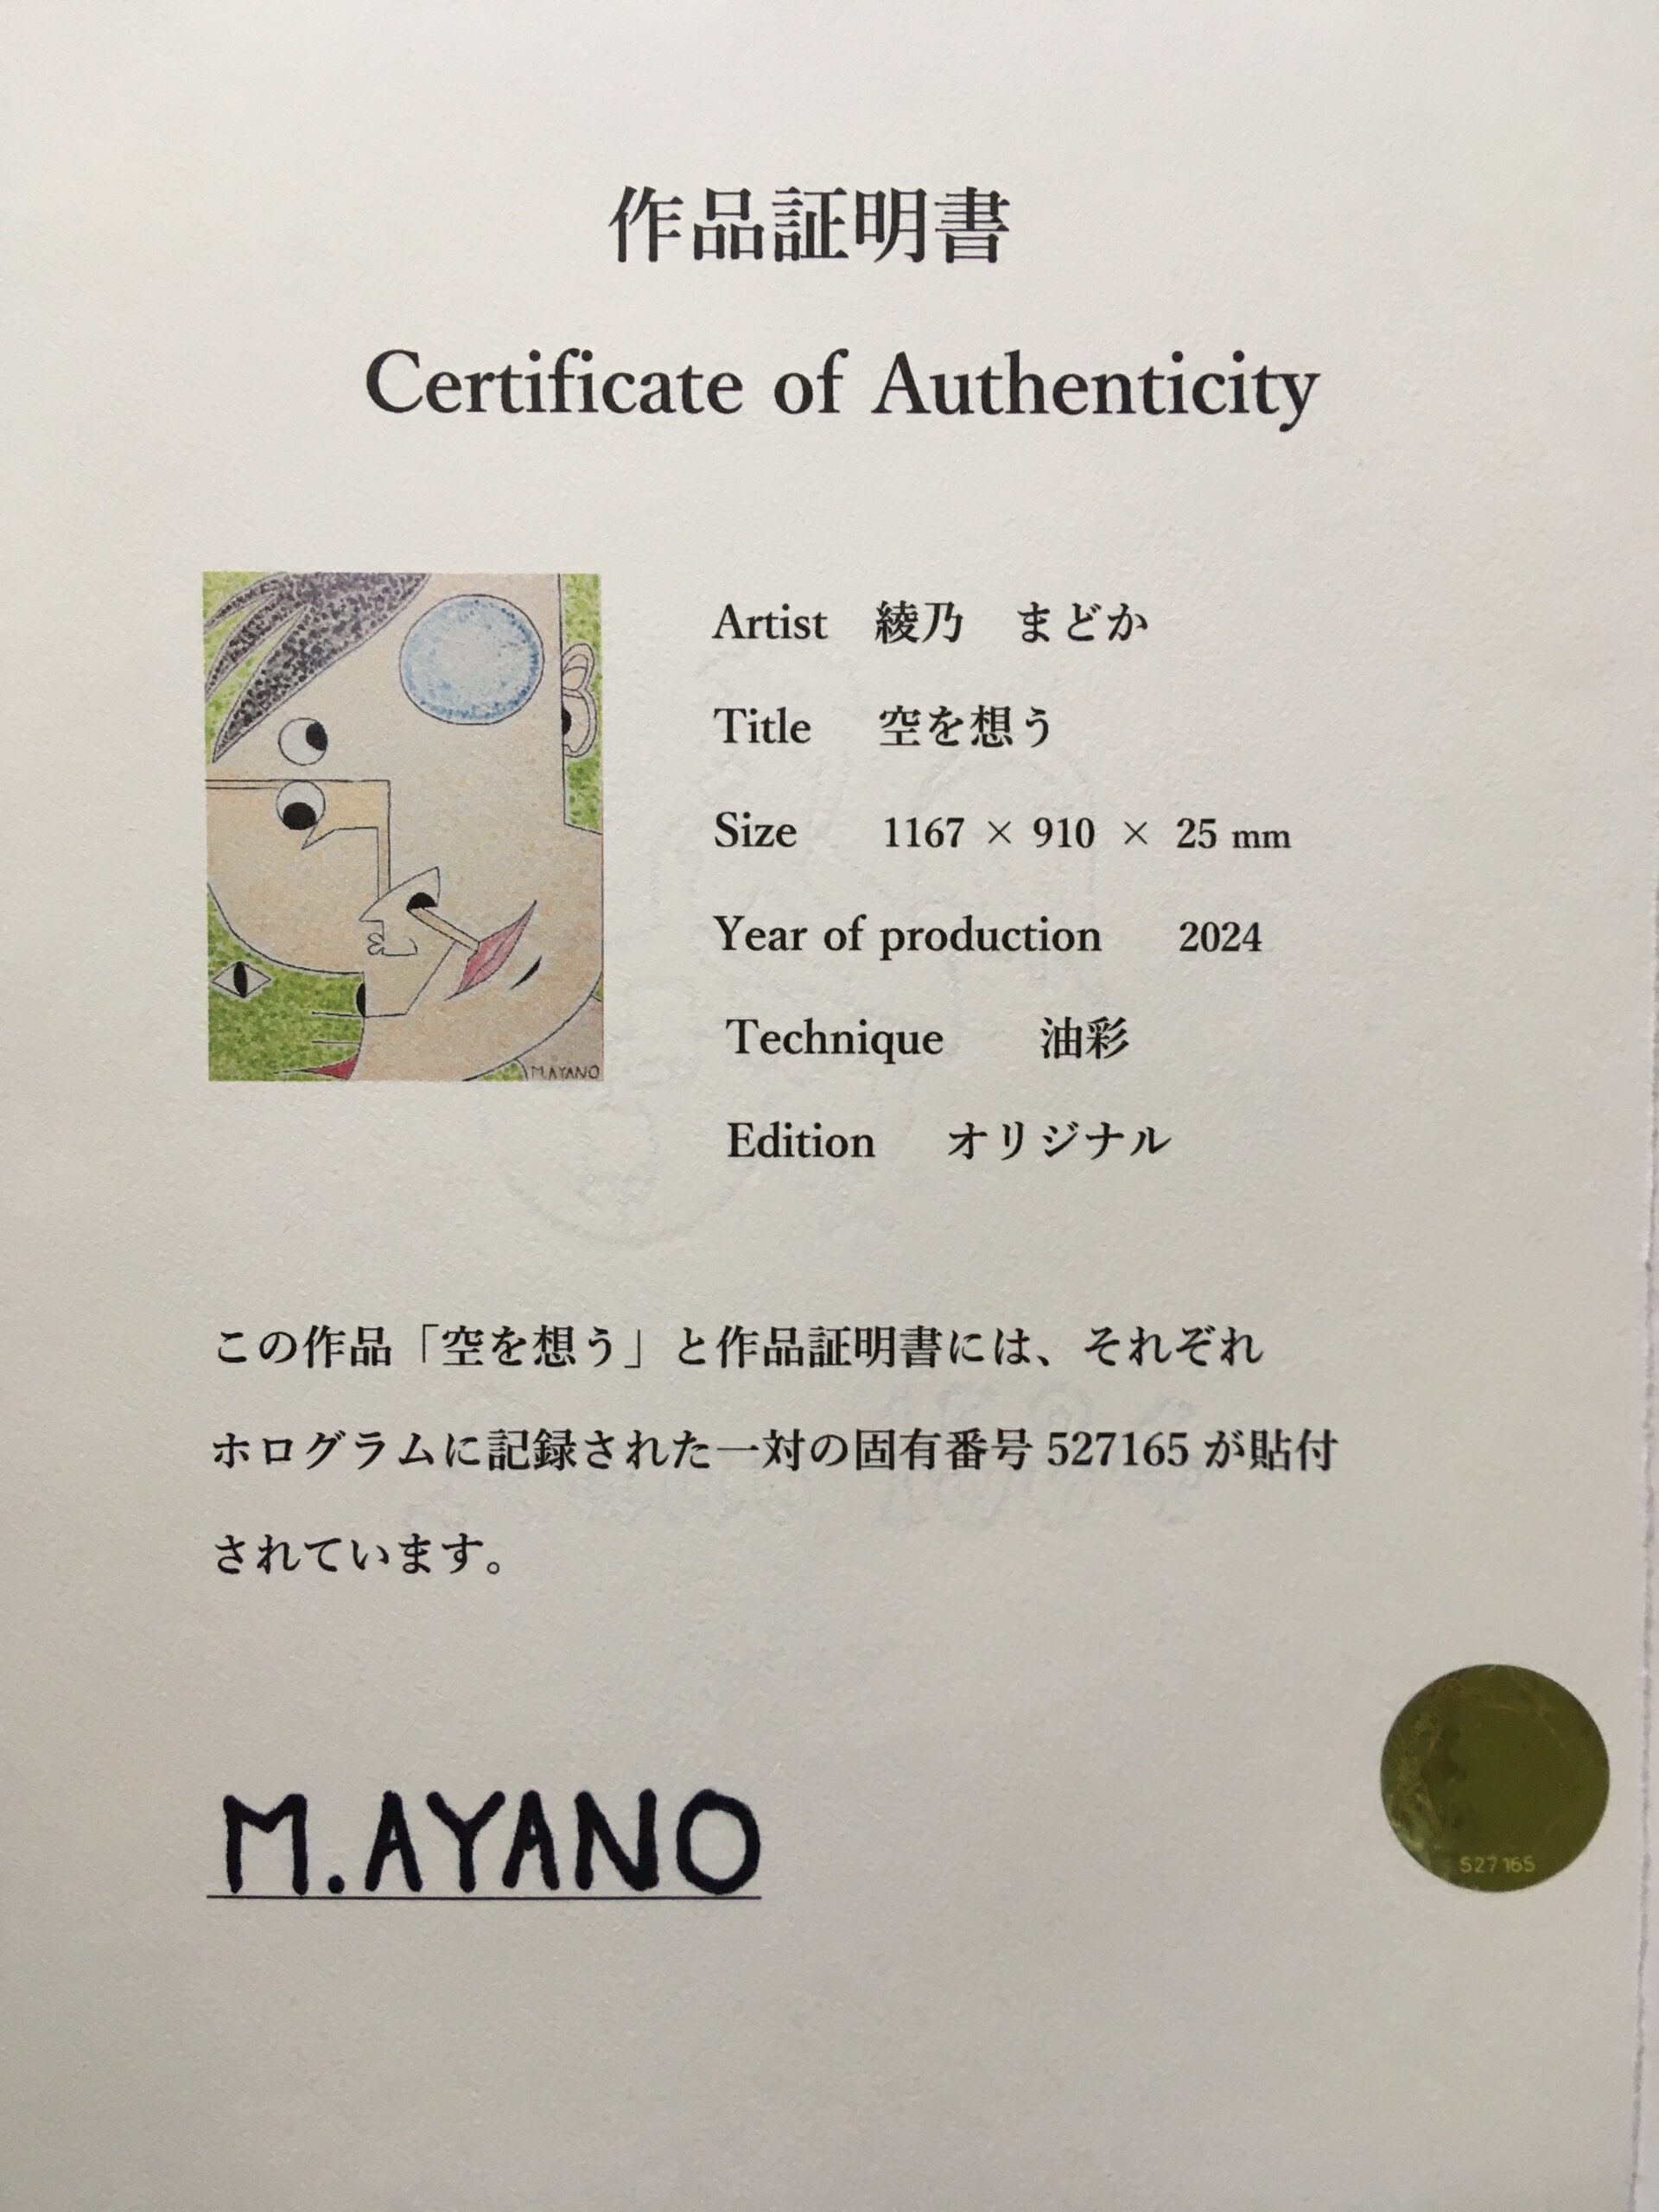 作品証明書
Certificate of Authenticity
Artist 綾乃 まどか
Title 空を想う
Size 1167 × 910 × 25 mm
Year of production 2024
Technique 油彩
Edition オリジナル
M.AYANO
この作品「空を想う」と作品証明書には、それぞれ
ホログラムに記録された一対の固有番号 527165 が貼付
されています。
M.AYANO
527165